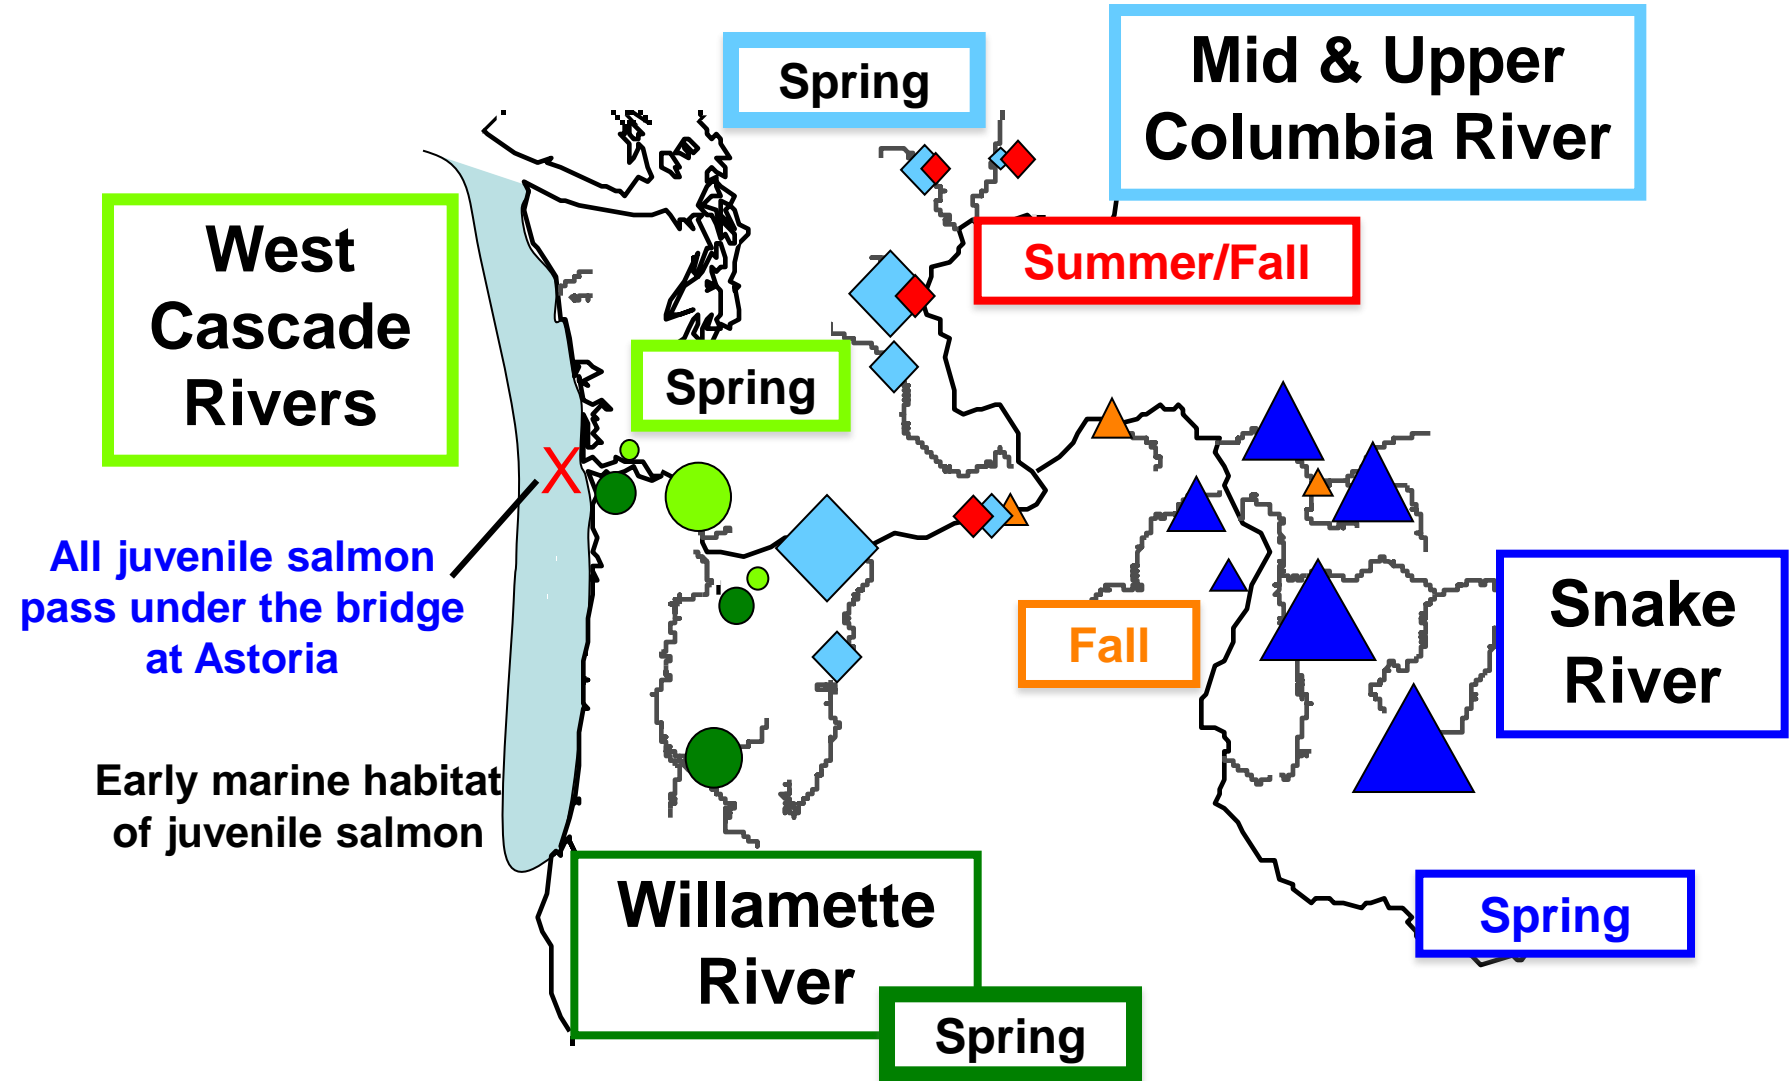 Spring
Mid & Upper
Columbia River
West
Cascade
Rivers
Summer/Fall
Spring
X
All juvenile salmon
pass under the bridge
at Astoria
Fall
Snake
River
Early marine habitat
of juvenile salmon
Willamette
River
Spring
Spring